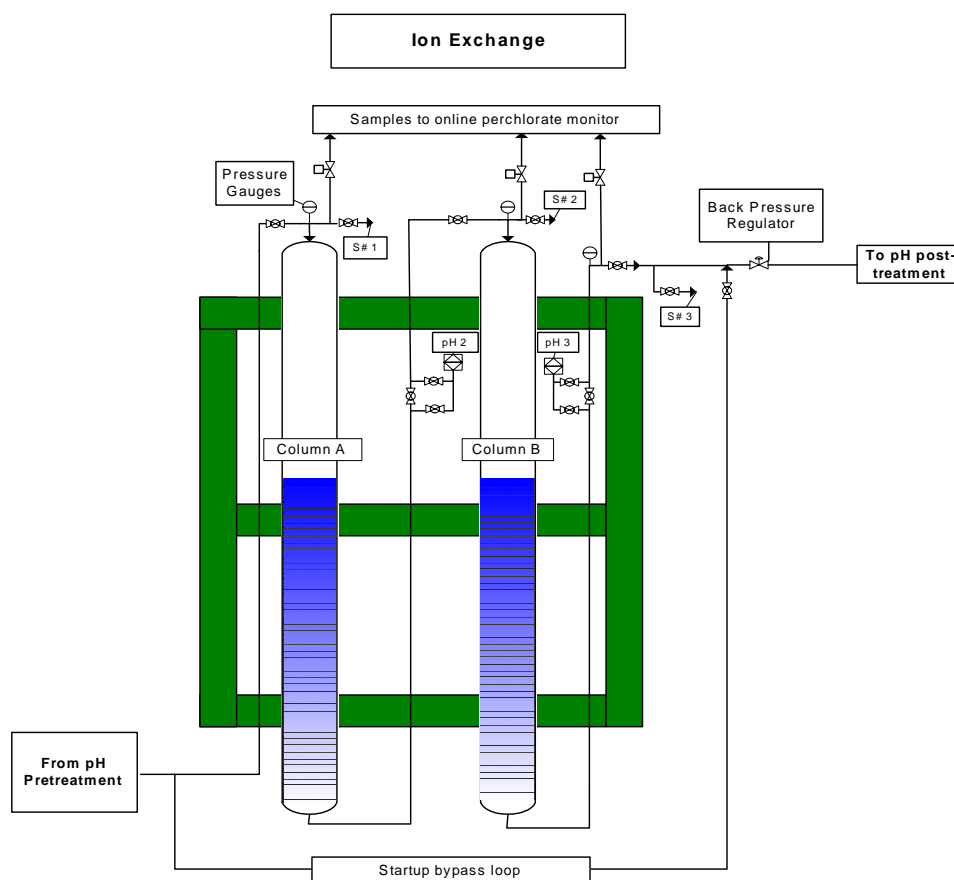 Ion Exchange
Samples to online perchlorate monitor
Pressure
Gauges
S# 1
S# 2
Back Pressure
Regulator
To pH post-
treatment
S# 3
pH 2
pH 3
Column A
Column B
From pH
Pretreatment
Startup bypass loop